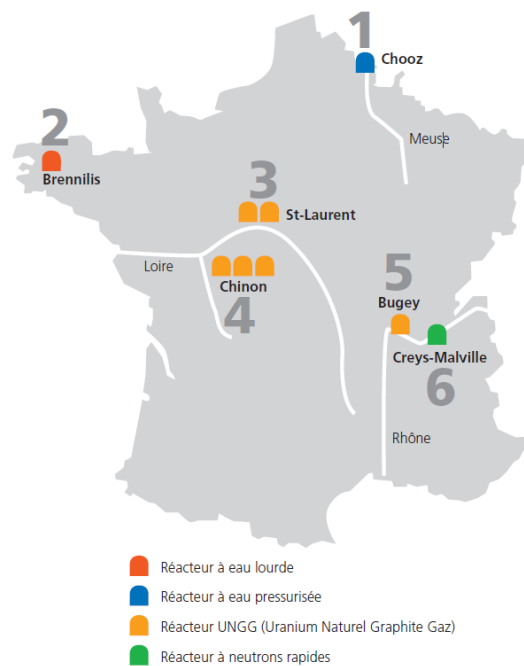 1
Chooz
2
Meuse
Brennilis
3
St-Laurent
Loire
Chinon
4
5
Bugey
Creys-Malville
6
Rhône
Réacteur à eau lourde
Réacteur à eau pressurisée
Réacteur UNGG (Uranium Naturel Graphite Gaz)
Réacteur à neutrons rapides